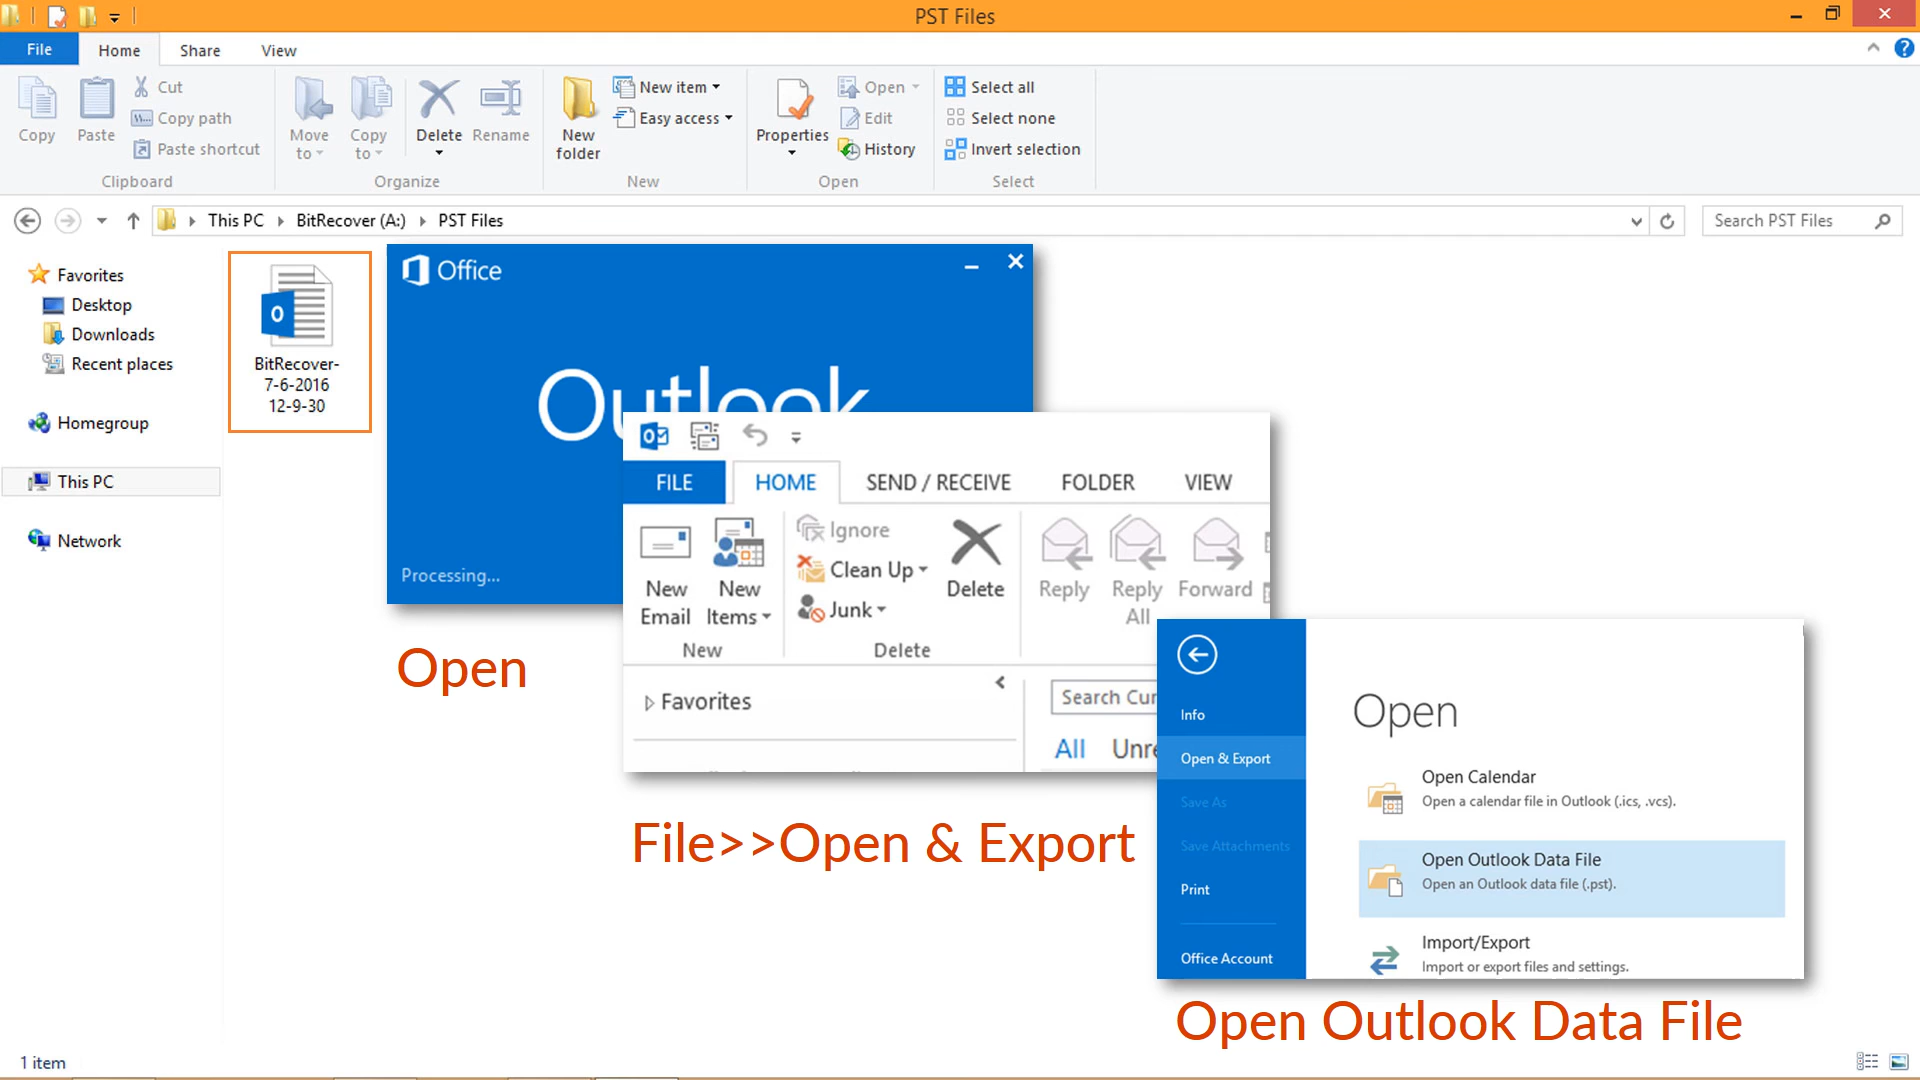 PST Files
File Home Share View
Copy
Paste
Cut
Copy path
Paste shortcut
Clipboard
Move
to
Copy
to
Delete
Rename
Organize
New
folder
New item
Easy access
New
Properties
Open
Edit
History
Open
Select all
Select none
Invert selection
Select
This PC BitRecover (A:) PST Files
Search PST Files
Favorites
Desktop
Downloads
Recent places
Homegroup
This PC
Network
BitRecover-
7-6-2016
12-9-30
Office
Outlook
Processing...
Open
FILE HOME SEND / RECEIVE FOLDER VIEW
New
Email
New
Items
New
Ignore
Clean Up
Junk
Delete
Delete
Reply
Reply
All
Forward
Favorites
Search Cur
All Unre
File>>Open & Export
Info
Open & Export
Save As
Save Attachments
Print
Office Account
Open
Open Calendar
Open a calendar file in Outlook (.ics, .vcs).
Open Outlook Data File
Open an Outlook data file (.pst).
Import/Export
Import or export files and settings.
Open Outlook Data File
1 item